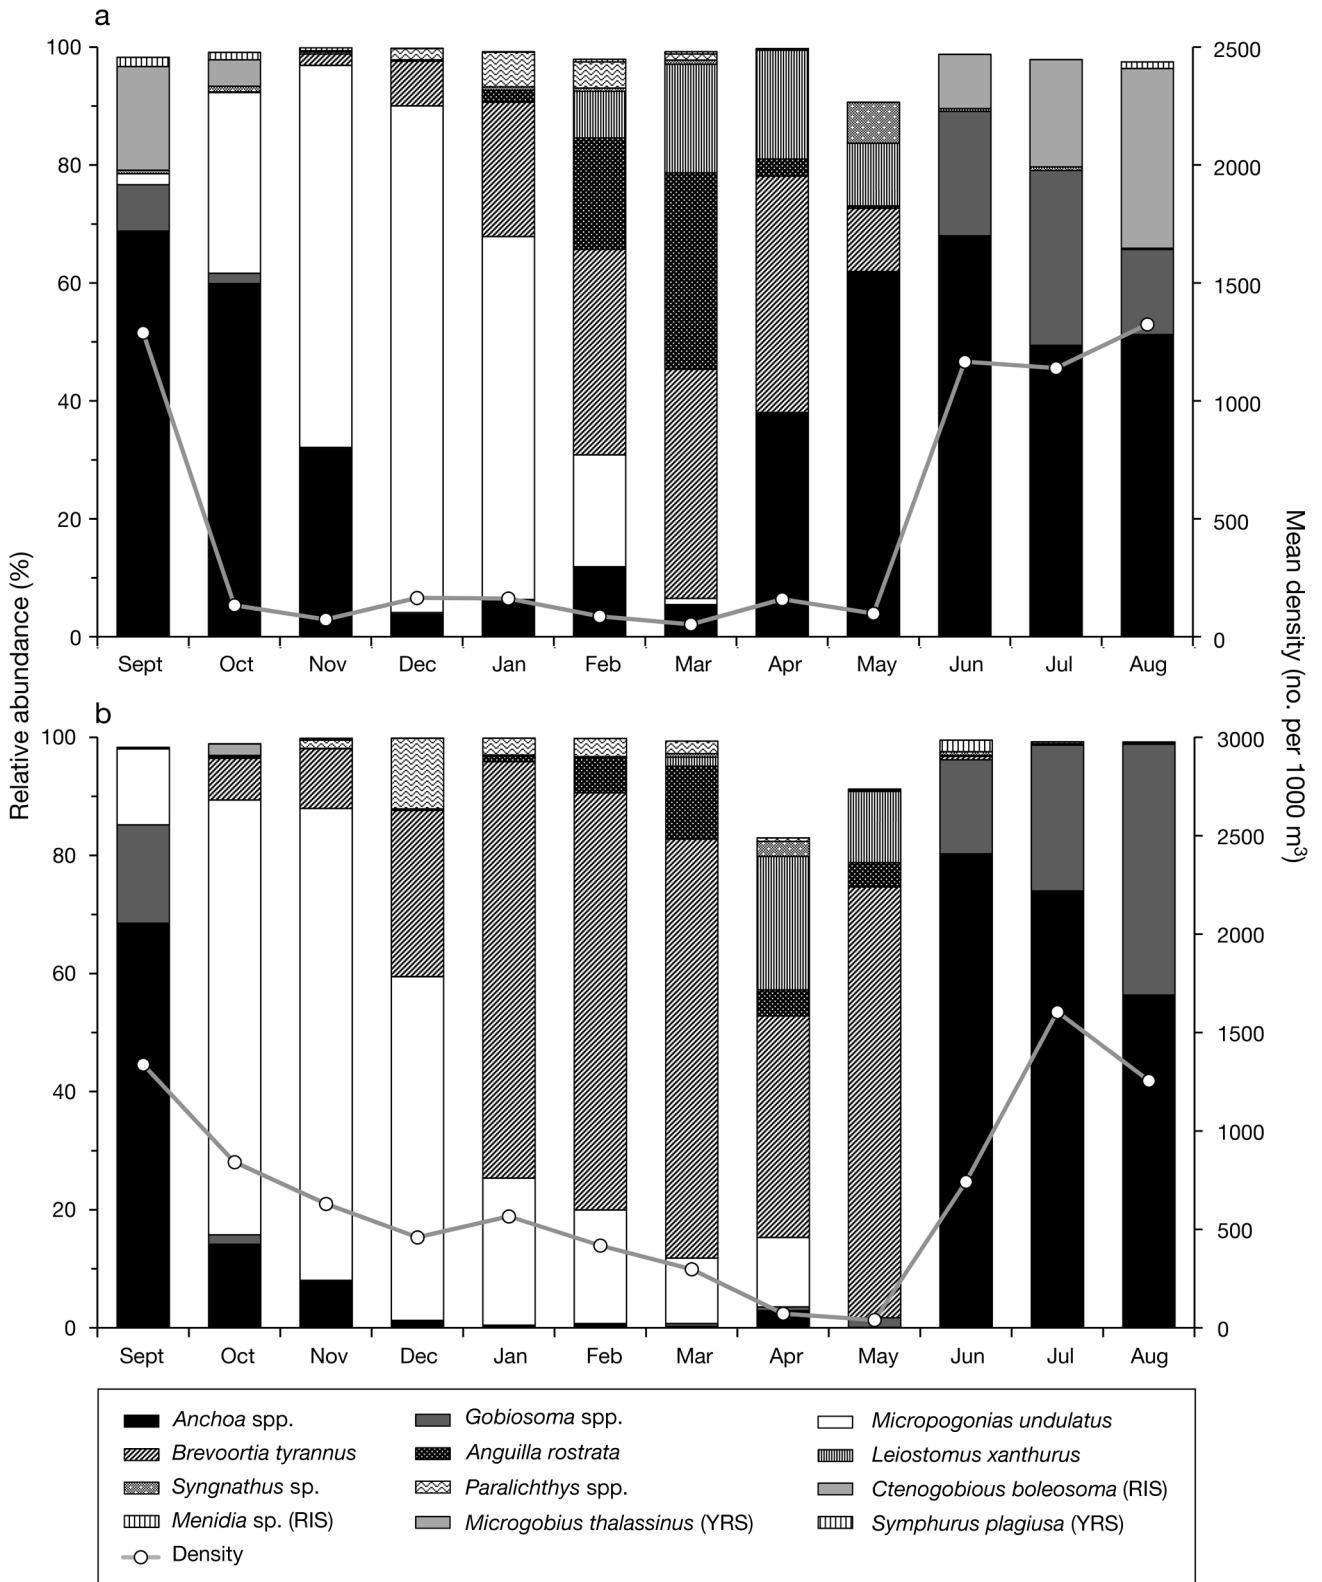 a
100
80
60
40
20
0
2500
2000
1500
1000
500
0
Sept Oct Nov Dec Jan Feb Mar Apr May Jun Jul Aug
Relative abundance (%)
Mean density (no. per 1000 m³)
b
100
80
60
40
20
0
3000
2500
2000
1500
1000
500
0
Sept Oct Nov Dec Jan Feb Mar Apr May Jun Jul Aug
Anchoa spp. Gobiosoma spp. Micropogonias undulatus
Brevoortia tyrannus Anguilla rostrata Leiostomus xanthurus
Syngnathus sp. Paralichthys spp. Ctenogobious boleosoma (RIS)
Menidia sp. (RIS) Microgobius thalassinus (YRS) Symphurus plagiusa (YRS)
Density